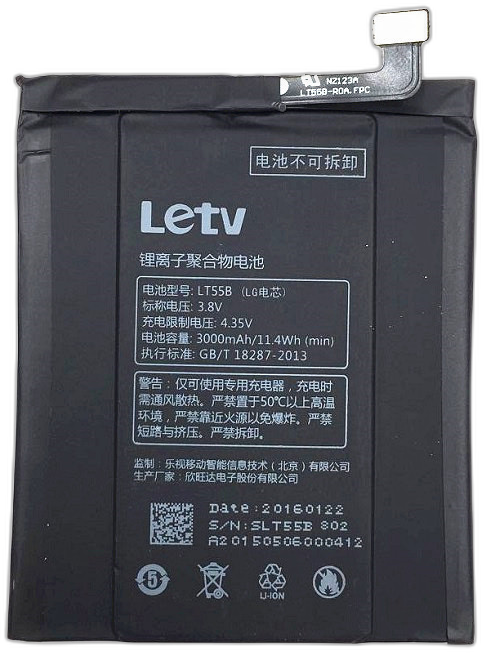 NZ123A
LT55B-R0A.FPC
电池不可拆卸
Letv
锂离子聚合物电池
电池型号: LT55B (LG电芯)
标称电压: 3.8V
充电限制电压: 4.35V
电池容量: 3000mAh/11.4Wh (min)
执行标准: GB/T 18287-2013
警告: 仅可使用专用充电器，充电时
需通风散热。严禁置于50℃以上高温
环境，严禁靠近火源以免爆炸。严禁
短路与挤压。严禁拆卸。
监制: 乐视移动智能信息技术（北京）有限公司
生产厂家: 欣旺达电子股份有限公司
Date:20160122
S/N:SLT55B 802
A20150506000412
5
LI-ION